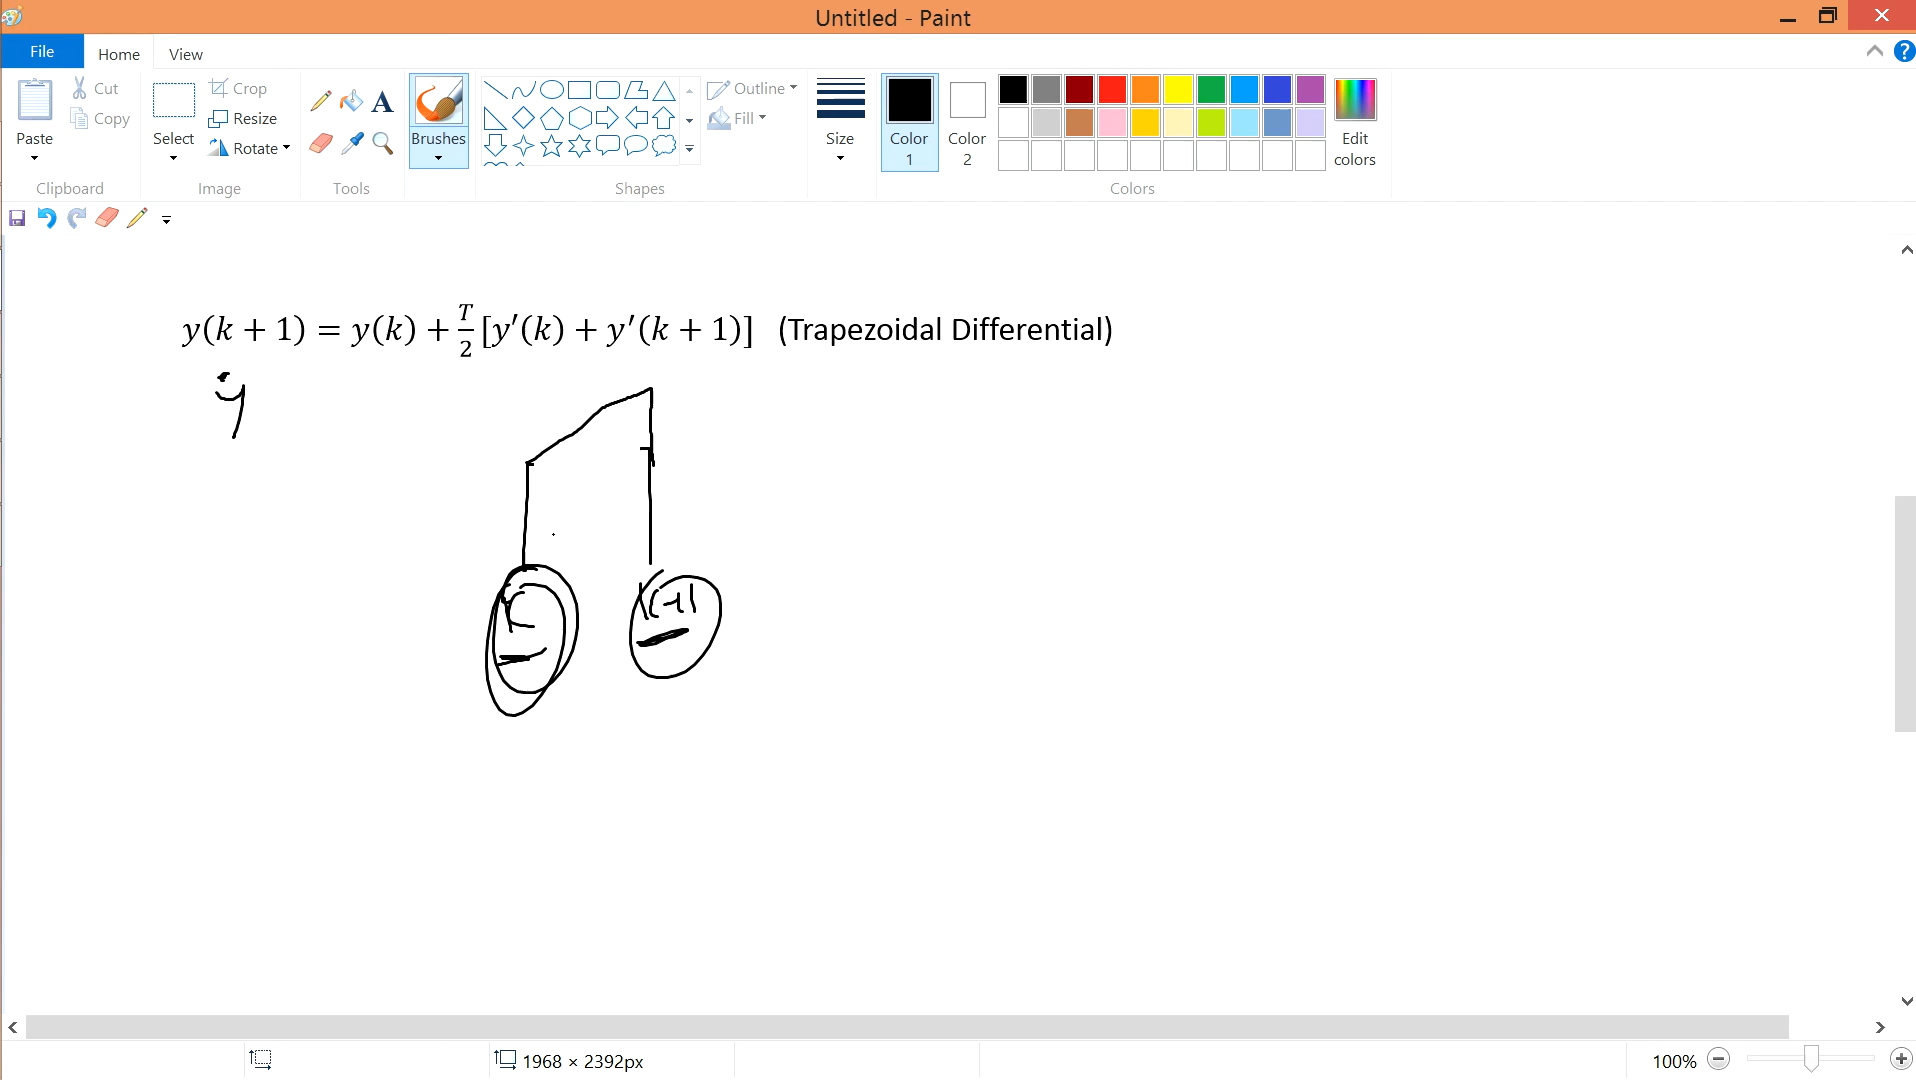 Untitled - Paint
File Home View
Paste
Cut
Copy
Clipboard
Select
Crop
Resize
Rotate
Image
Tools
Brushes
Shapes
Outline
Fill
Size
Color 1
Color 2
Edit colors
Colors
y(k + 1) = y(k) + T/2 [y′(k) + y′(k + 1)] (Trapezoidal Differential)
ẏ
K K+1
1968 × 2392px 100%